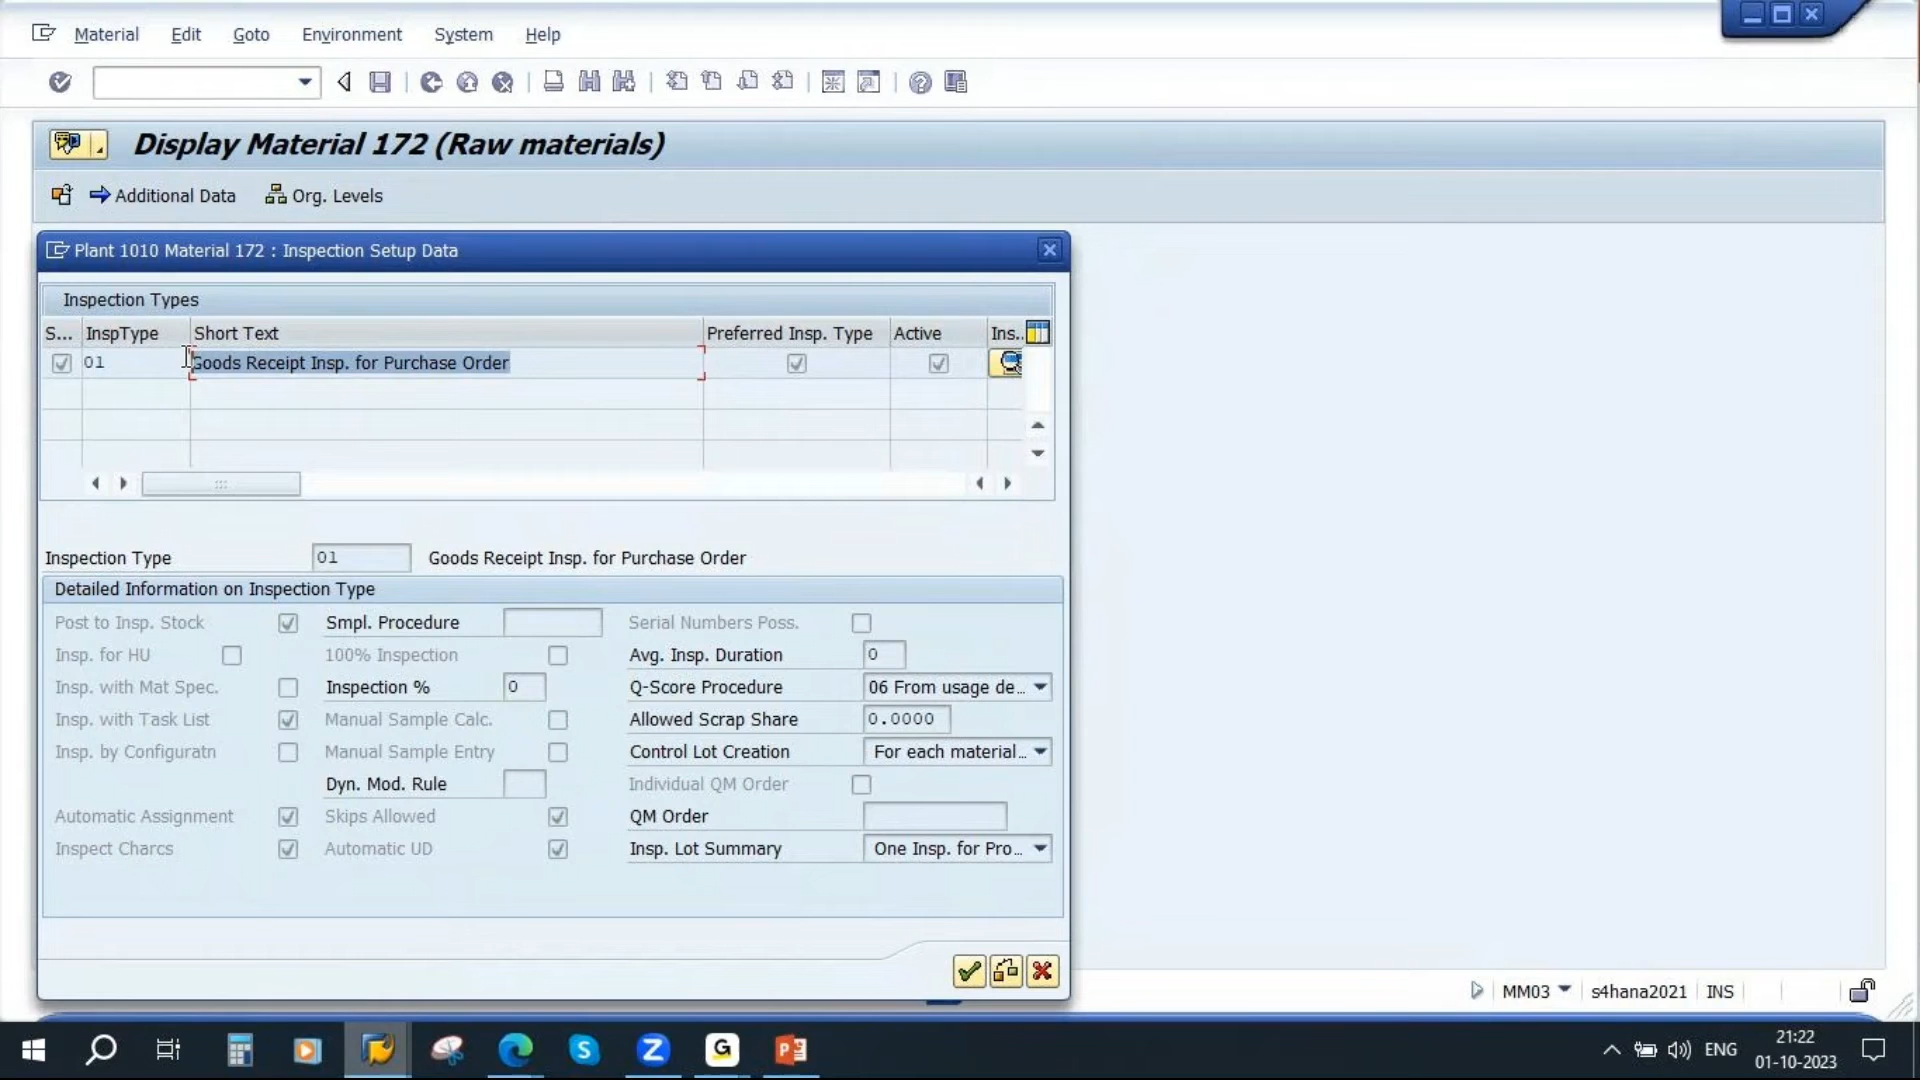 Material Edit Goto Environment System Help
Display Material 172 (Raw materials)
Additional Data Org. Levels
Plant 1010 Material 172 : Inspection Setup Data
Inspection Types
S... InspType Short Text Preferred Insp. Type Active Ins..
01 Goods Receipt Insp. for Purchase Order
Inspection Type 01 Goods Receipt Insp. for Purchase Order
Detailed Information on Inspection Type
Post to Insp. Stock Smpl. Procedure Serial Numbers Poss.
Insp. for HU 100% Inspection Avg. Insp. Duration 0
Insp. with Mat Spec. Inspection % 0 Q-Score Procedure 06 From usage de...
Insp. with Task List Manual Sample Calc. Allowed Scrap Share 0.0000
Insp. by Configuratn Manual Sample Entry Control Lot Creation For each material...
Dyn. Mod. Rule Individual QM Order
Automatic Assignment Skips Allowed QM Order
Inspect Charcs Automatic UD Insp. Lot Summary One Insp. for Pro...
MM03 s4hana2021 INS
ENG 21:22
01-10-2023